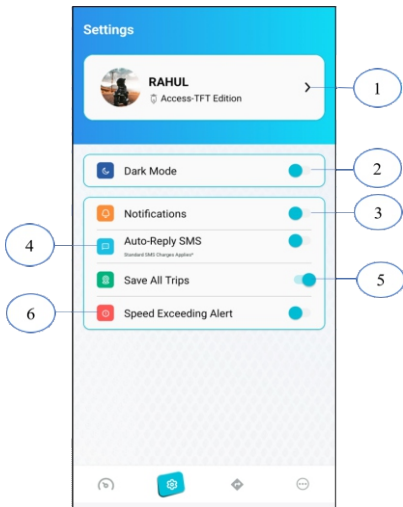 Settings
RAHUL
Access-TFT Edition
1
Dark Mode
2
Notifications
3
Auto-Reply SMS
Standard SMS Charges Applies*
4
Save All Trips
5
Speed Exceeding Alert
6